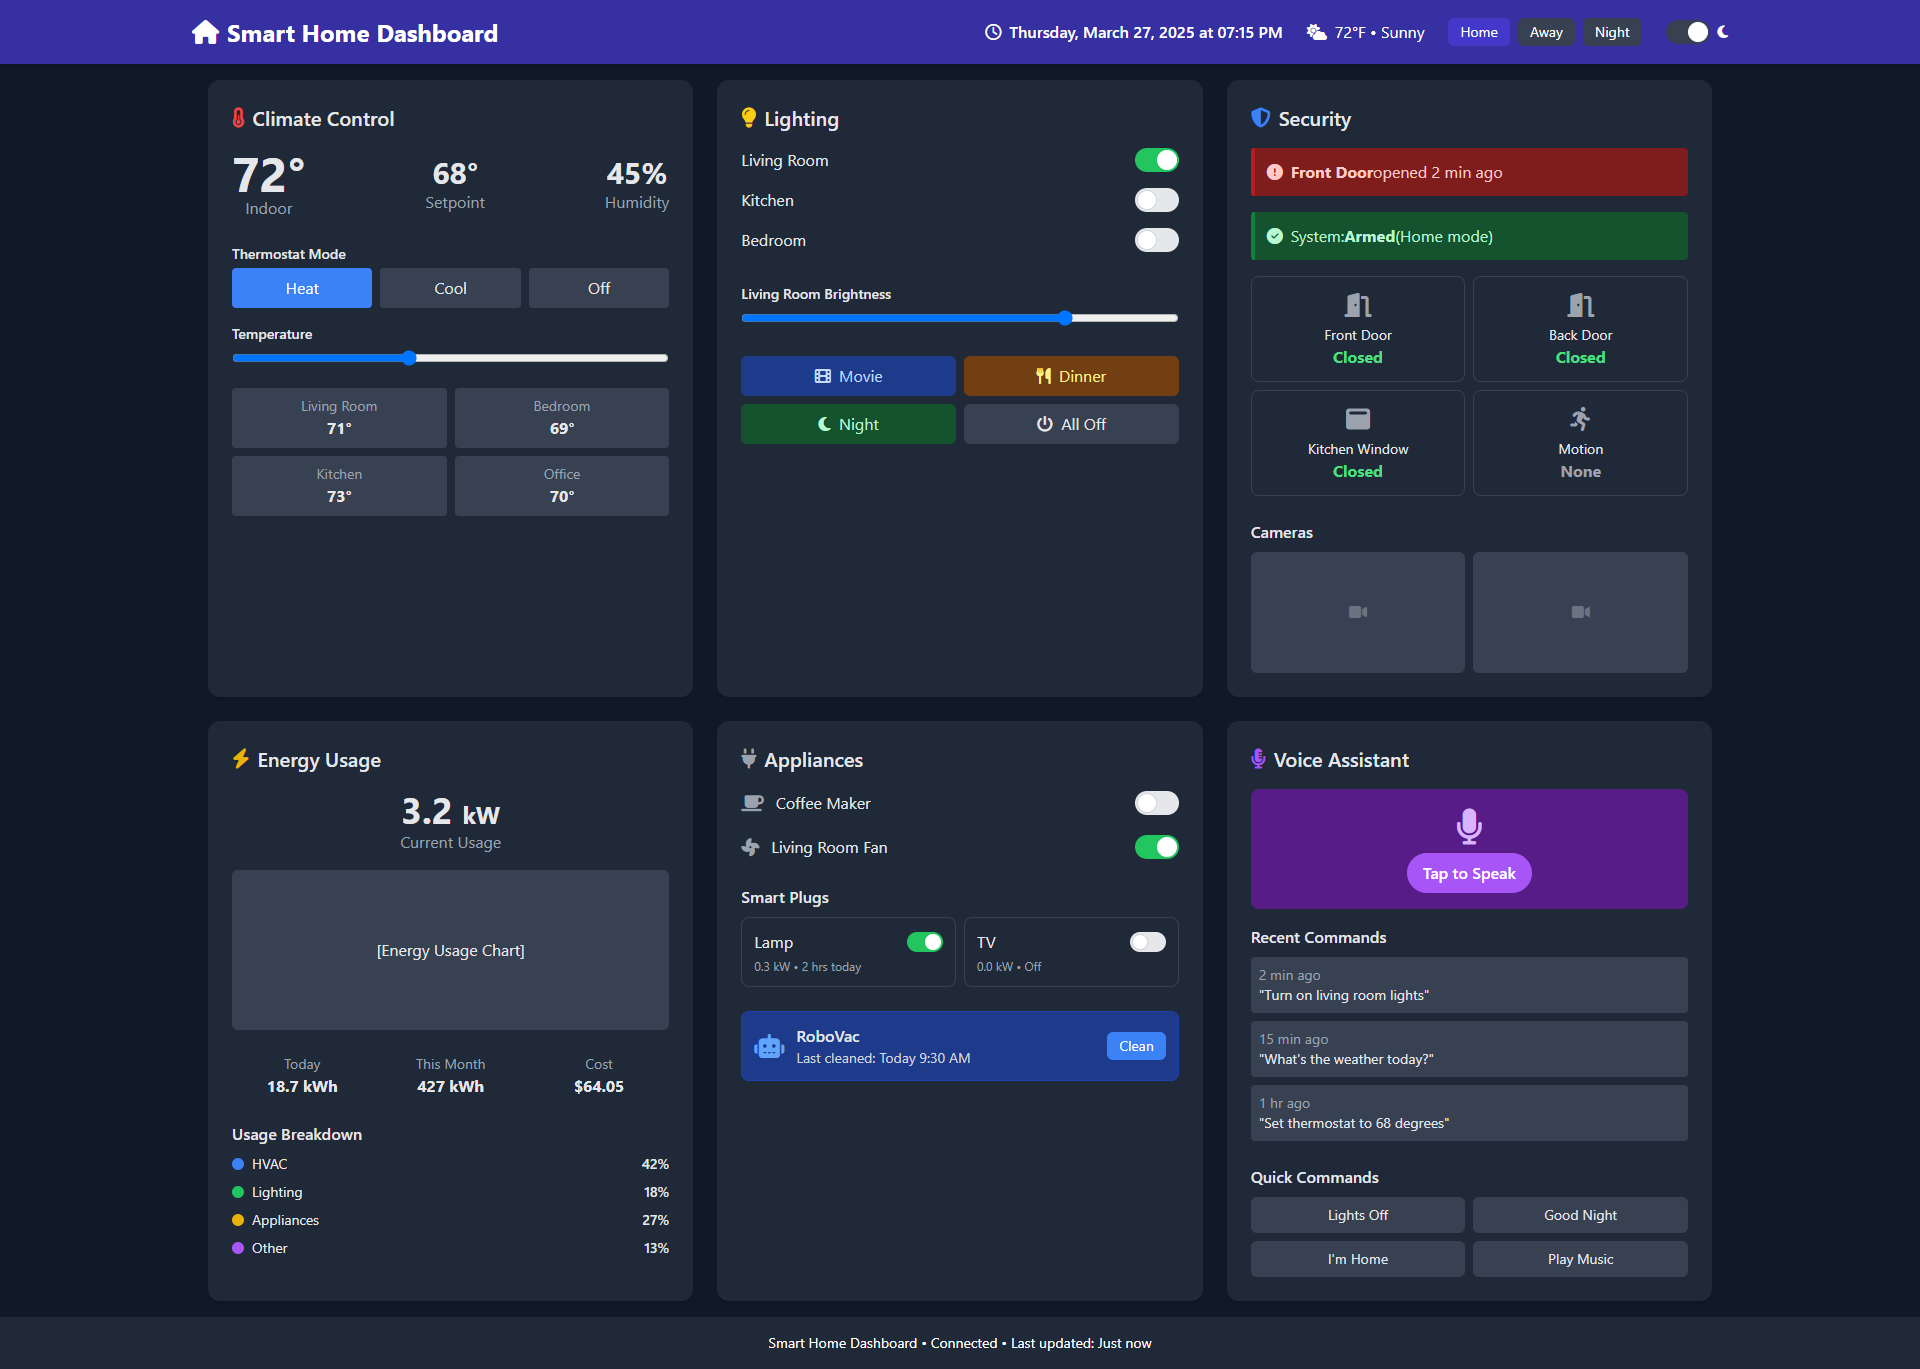 Smart Home Dashboard
Thursday, March 27, 2025 at 07:15 PM
72°F • Sunny
Home
Away
Night
Climate Control
72°
Indoor
68°
Setpoint
45%
Humidity
Thermostat Mode
Heat
Cool
Off
Temperature
Living Room
71°
Bedroom
69°
Kitchen
73°
Office
70°
Lighting
Living Room
Kitchen
Bedroom
Living Room Brightness
Movie
Dinner
Night
All Off
Security
Front Dooropened 2 min ago
System:Armed(Home mode)
Front Door
Closed
Back Door
Closed
Kitchen Window
Closed
Motion
None
Cameras
Energy Usage
3.2 kW
Current Usage
[Energy Usage Chart]
Today
18.7 kWh
This Month
427 kWh
Cost
$64.05
Usage Breakdown
HVAC 42%
Lighting 18%
Appliances 27%
Other 13%
Appliances
Coffee Maker
Living Room Fan
Smart Plugs
Lamp
0.3 kW • 2 hrs today
TV
0.0 kW • Off
RoboVac
Last cleaned: Today 9:30 AM
Clean
Voice Assistant
Tap to Speak
Recent Commands
2 min ago
"Turn on living room lights"
15 min ago
"What's the weather today?"
1 hr ago
"Set thermostat to 68 degrees"
Quick Commands
Lights Off
Good Night
I'm Home
Play Music
Smart Home Dashboard • Connected • Last updated: Just now